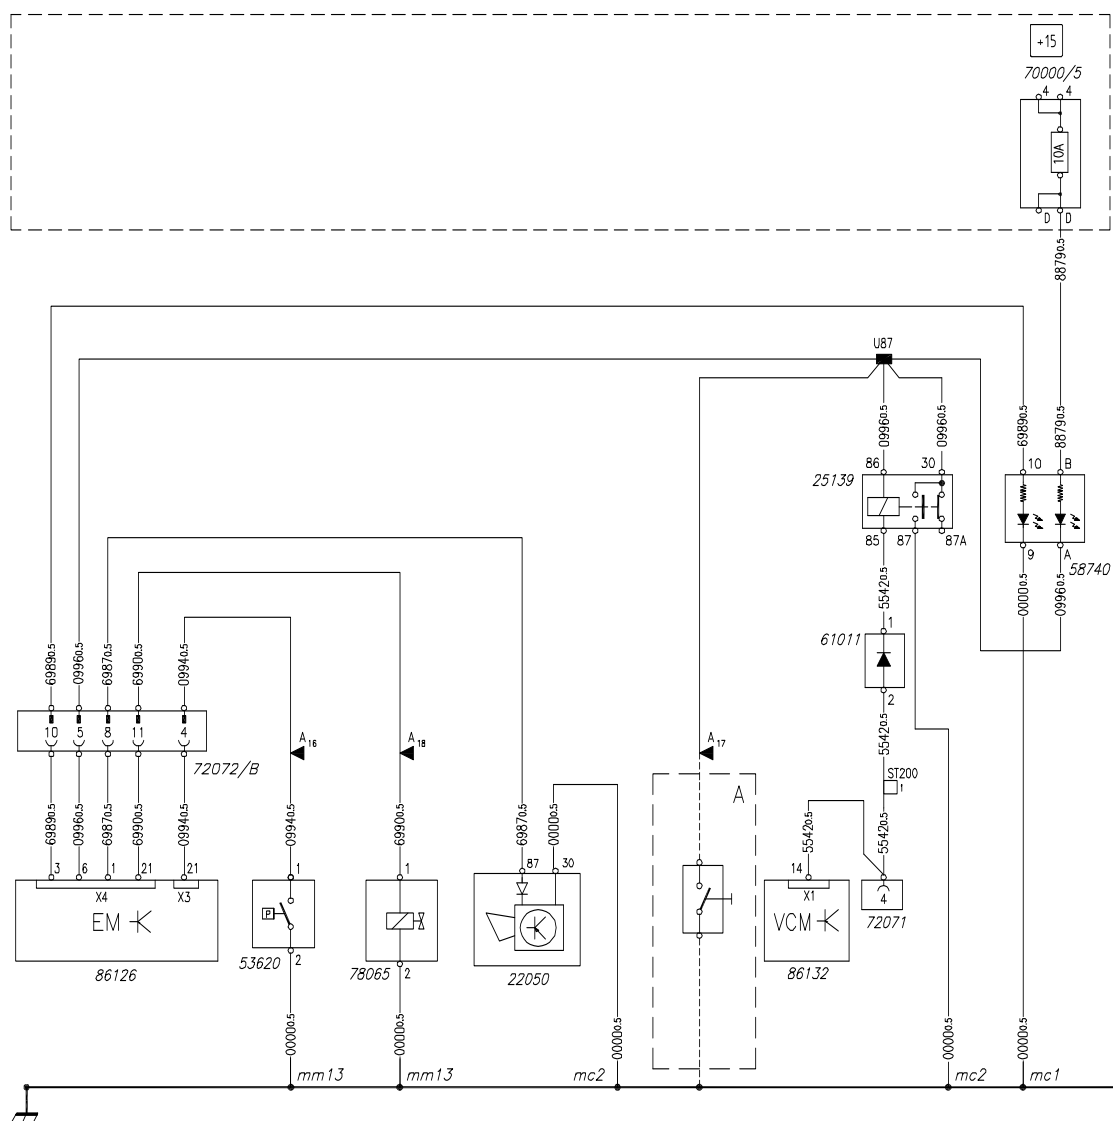 +15
70000/5
4 4
10A
D D
88790.5
U87
69890.5
09960.5
09960.5
88790.5
86 30
10 B
25139
85 87 87A
9 A
58740
55420.5
00000.5
09960.5
1
61011
2
69890.5
09960.5
69870.5
69900.5
09940.5
10 5 8 11 4
72072/B
A 16
A 18
A 17
55420.5
ST200
1
A
69890.5
09960.5
69870.5
69900.5
09940.5
09940.5
69900.5
69870.5
00000.5
55420.5
55420.5
3 6 1 21 21
1
1
87 30
14
X4 X3
X1
4
EM
P
VCM
72071
86126
53620
2
78065
2
22050
86132
00000.5
00000.5
00000.5
00000.5
00000.5
mm13
mm13
mc2
mc2
mc1